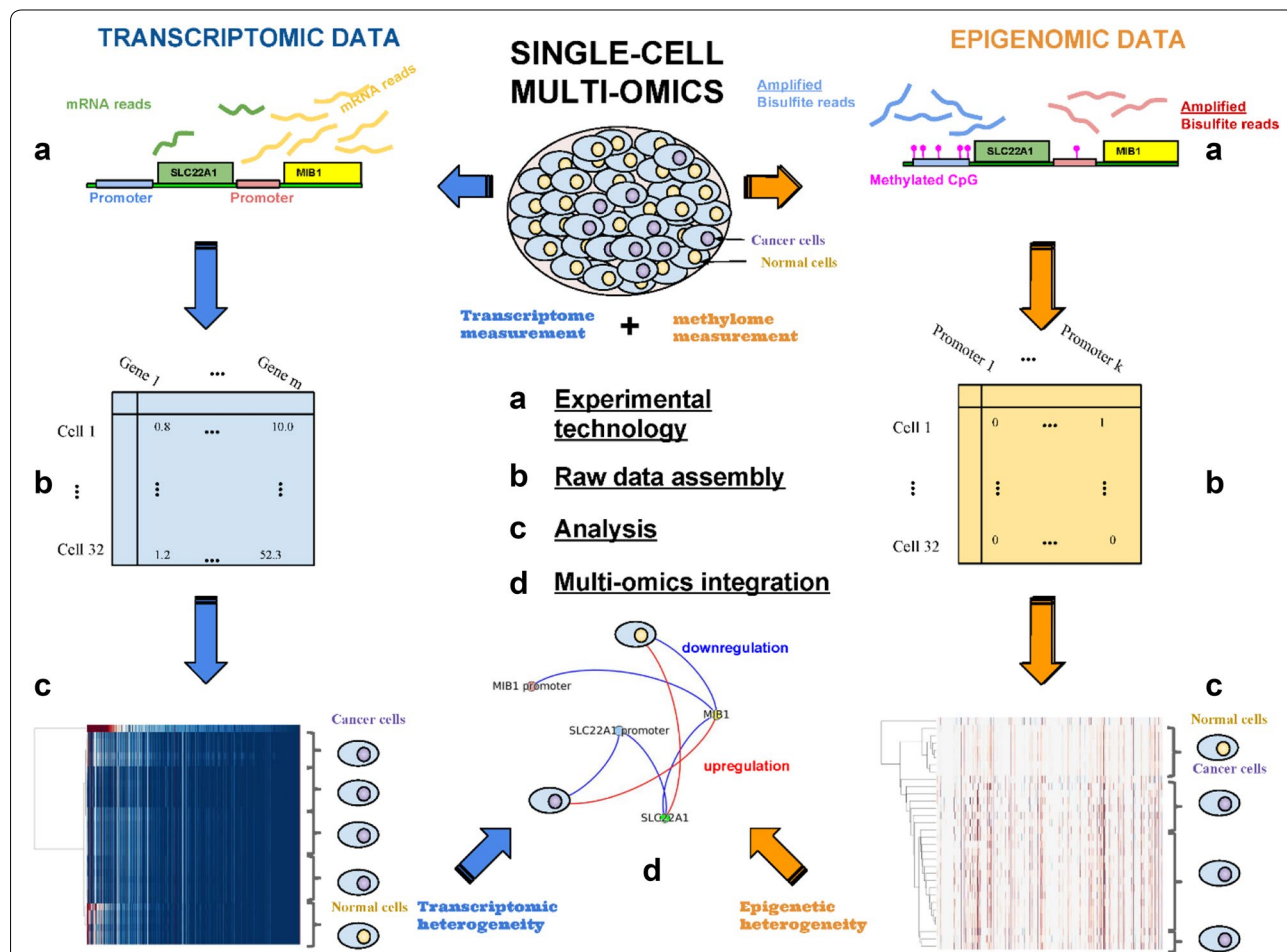 TRANSCRIPTOMIC DATA
SINGLE-CELL
MULTI-OMICS
EPIGENOMIC DATA
mRNA reads
mRNA reads
Amplified
Bisulfite reads
Amplified
Bisulfite reads
a
SLC22A1
MIB1
Promoter
Promoter
SLC22A1
MIB1
Methylated CpG
a
Cancer cells
Normal cells
Transcriptome
measurement
+
methylome
measurement
Gene 1
...
Gene m
Cell 1
0.8
...
10.0
b
Cell 32
1.2
...
52.3
a Experimental
technology
b Raw data assembly
c Analysis
d Multi-omics integration
Promoter 1
...
Promoter k
Cell 1
0
...
1
b
Cell 32
0
...
0
c
Cancer cells
Normal cells
downregulation
MIB1 promoter
MIB1
SLC22A1 promoter
upregulation
SLC22A1
d
Transcriptomic
heterogeneity
Epigenetic
heterogeneity
c
Normal cells
Cancer cells